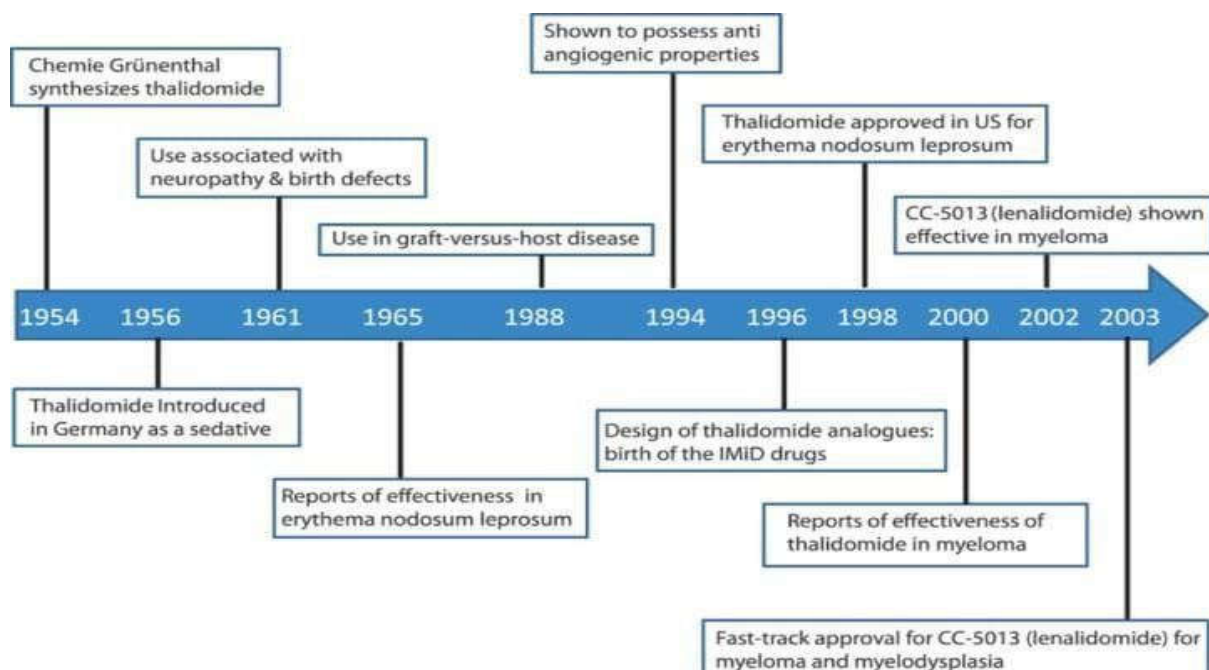 Shown to possess anti
angiogenic properties
Chemie Grünenthal
synthesizes thalidomide
Thalidomide approved in US for
erythema nodosum leprosum
Use associated with
neuropathy & birth defects
CC-5013 (lenalidomide) shown
effective in myeloma
Use in graft-versus-host disease
1954 1956 1961 1965 1988 1994 1996 1998 2000 2002 2003
Thalidomide Introduced
in Germany as a sedative
Design of thalidomide analogues:
birth of the IMiD drugs
Reports of effectiveness in
erythema nodosum leprosum
Reports of effectiveness of
thalidomide in myeloma
Fast-track approval for CC-5013 (lenalidomide) for
myeloma and myelodysplasia